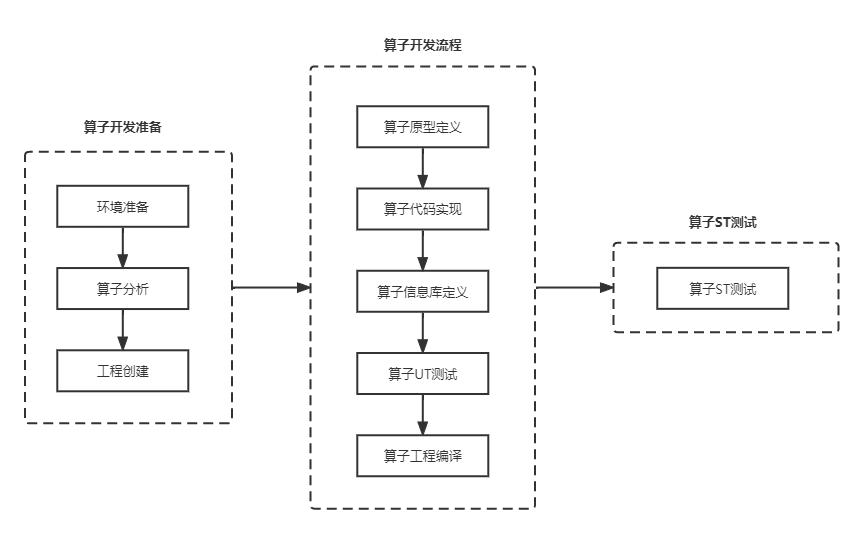 算子开发准备
环境准备
算子分析
工程创建
算子开发流程
算子原型定义
算子代码实现
算子信息库定义
算子UT测试
算子工程编译
算子ST测试
算子ST测试